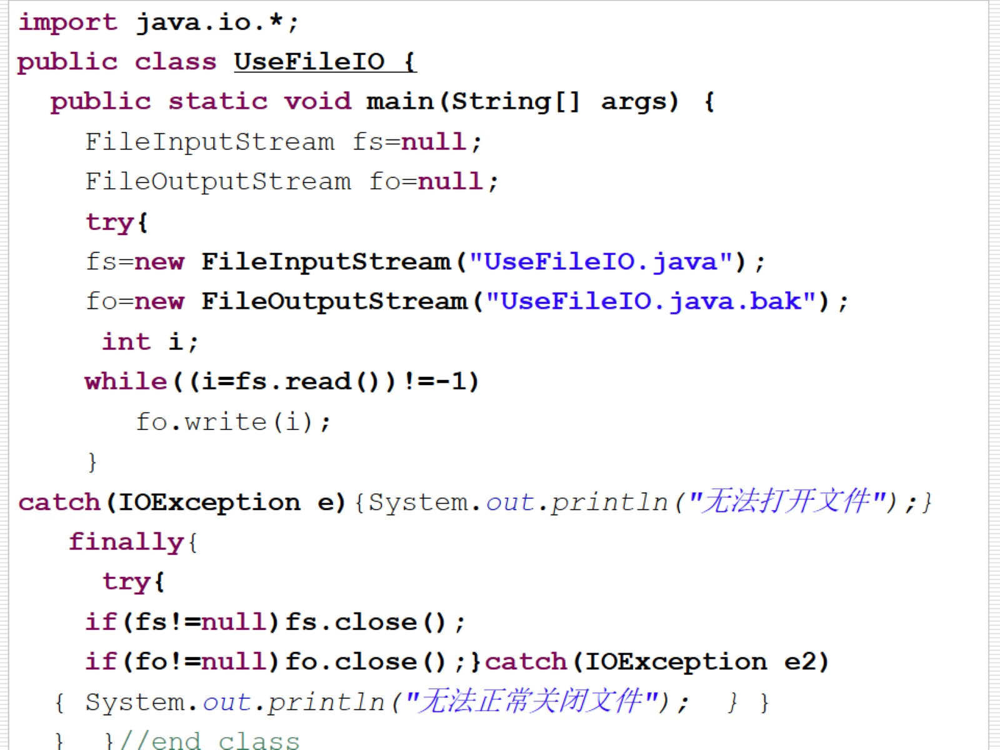 import java.io.*;
public class UseFileIO {
public static void main(String[] args) {
FileInputStream fs=null;
FileOutputStream fo=null;
try{
fs=new FileInputStream("UseFileIO.java");
fo=new FileOutputStream("UseFileIO.java.bak");
int i;
while((i=fs.read())!=-1)
fo.write(i);
}
catch(IOException e){System.out.println("无法打开文件");}
finally{
try{
if(fs!=null)fs.close();
if(fo!=null)fo.close();}catch(IOException e2)
{ System.out.println("无法正常关闭文件"); } }
} }//end class